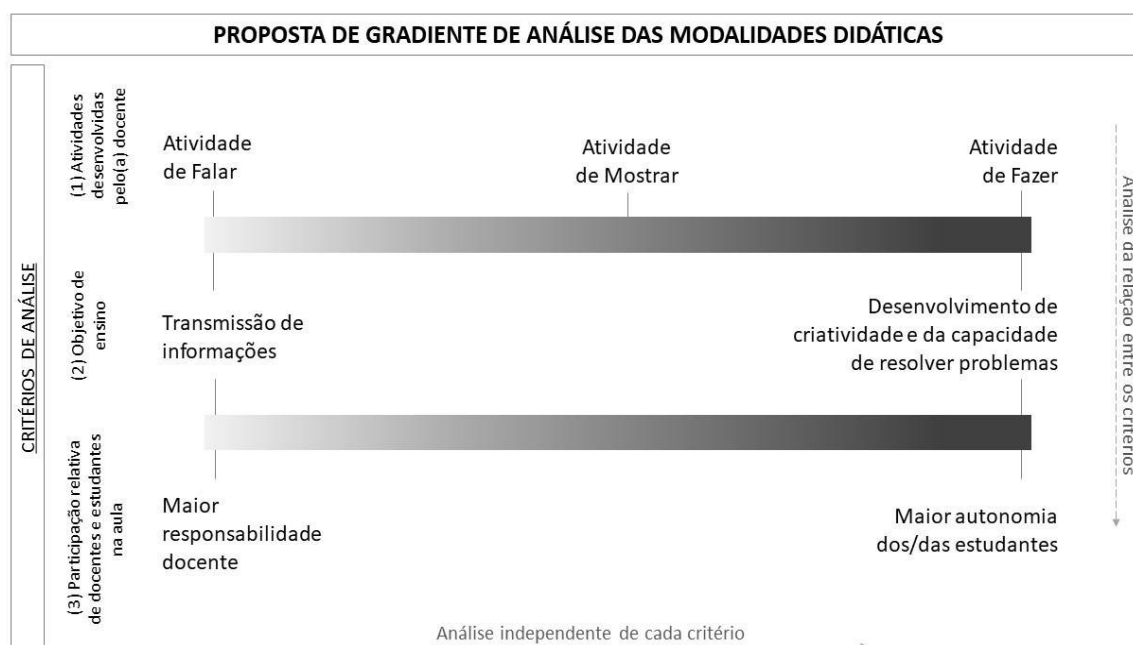 PROPOSTA DE GRADIENTE DE ANÁLISE DAS MODALIDADES DIDÁTICAS
CRITÉRIOS DE ANÁLISE
(1) Atividades
desenvolvidas
pelo(a) docente
Atividade
de Falar
Atividade
de Mostrar
Atividade
de Fazer
(2) Objetivo de
ensino
Transmissão de
informações
Desenvolvimento de
criatividade e da capacidade
de resolver problemas
(3) Participação relativa
de docentes e estudantes
na aula
Maior
responsabilidade
docente
Maior autonomia
dos/das estudantes
Análise da relação entre os critérios
Análise independente de cada critério